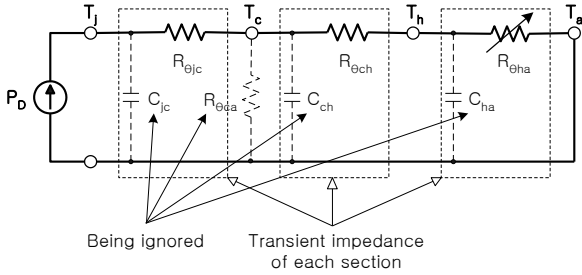 Tj Tc Th Ta
RΘjc RΘch RΘha
PD
Cjc RΘca Cch Cha
Being ignored
Transient impedance
of each section